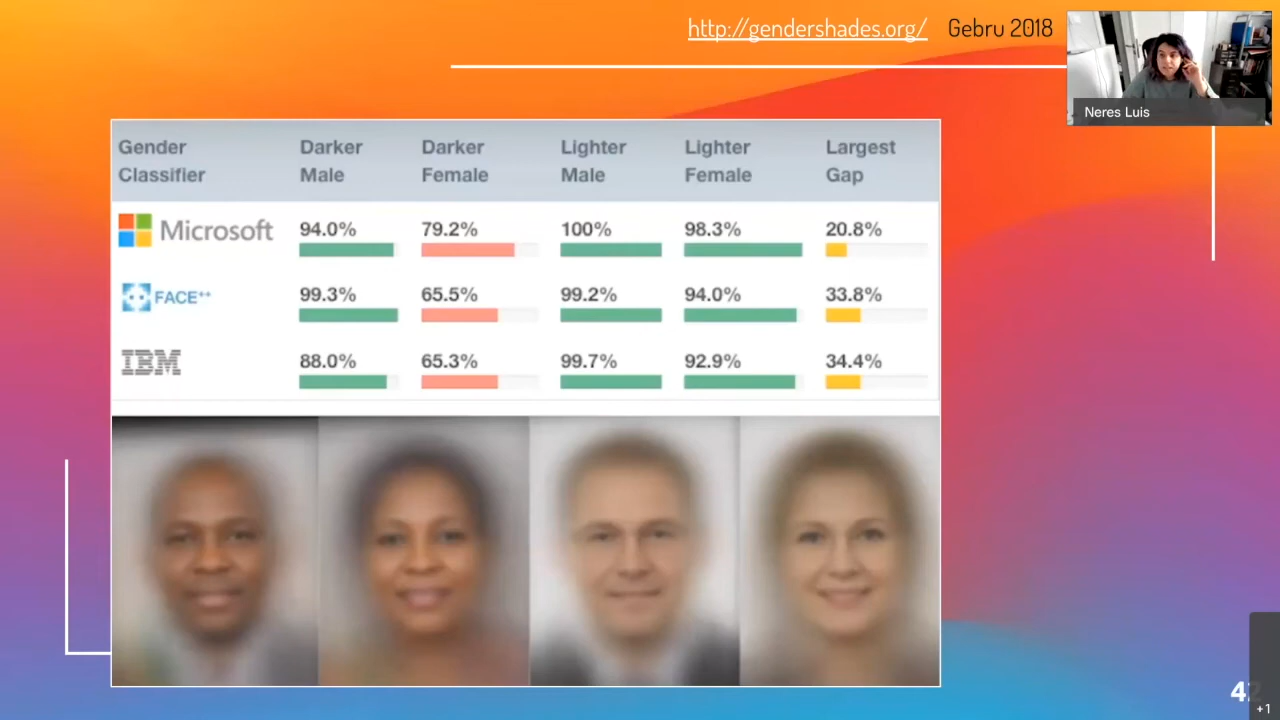 http://gendershades.org/ Gebru 2018
Neres Luis
Gender Classifier
Darker Male
Darker Female
Lighter Male
Lighter Female
Largest Gap
Microsoft 94.0% 79.2% 100% 98.3% 20.8%
FACE++ 99.3% 65.5% 99.2% 94.0% 33.8%
IBM 88.0% 65.3% 99.7% 92.9% 34.4%
+1